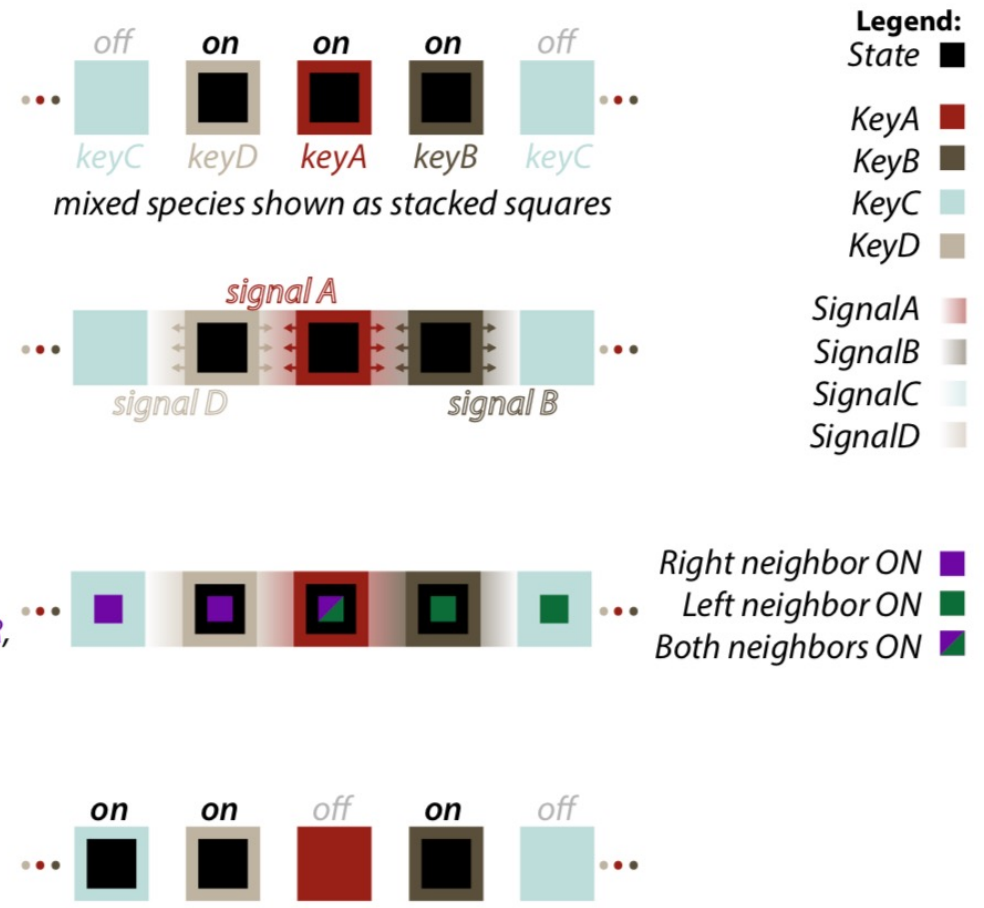 off on on on off
keyC keyD keyA keyB keyC
mixed species shown as stacked squares
signal A
signal D signal B
,
on on off on off
Legend:
State
KeyA
KeyB
KeyC
KeyD
SignalA
SignalB
SignalC
SignalD
Right neighbor ON
Left neighbor ON
Both neighbors ON